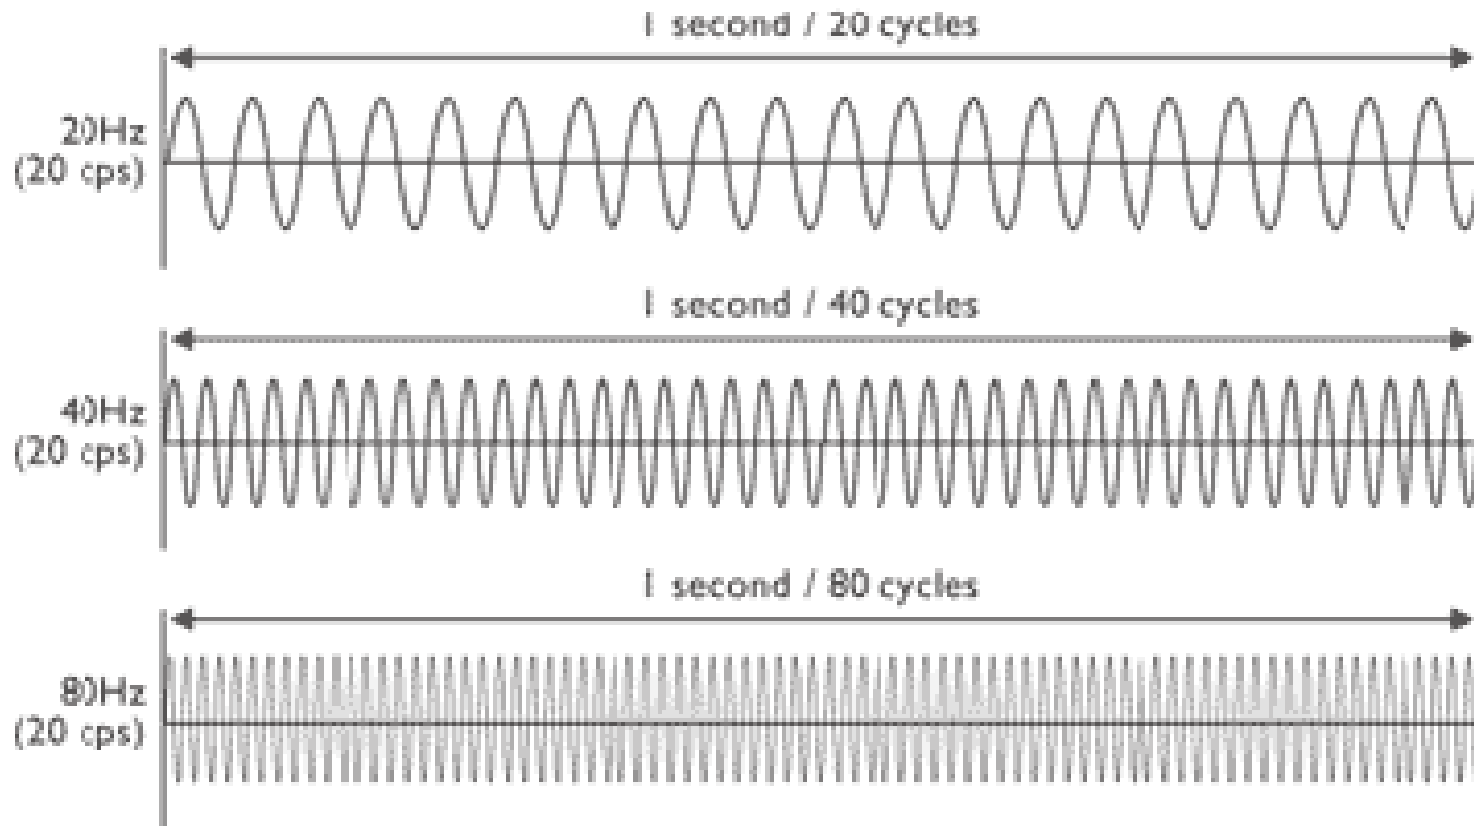 1 second / 20 cycles
20Hz
(20 cps)
1 second / 40 cycles
40Hz
(20 cps)
1 second / 80 cycles
80Hz
(20 cps)